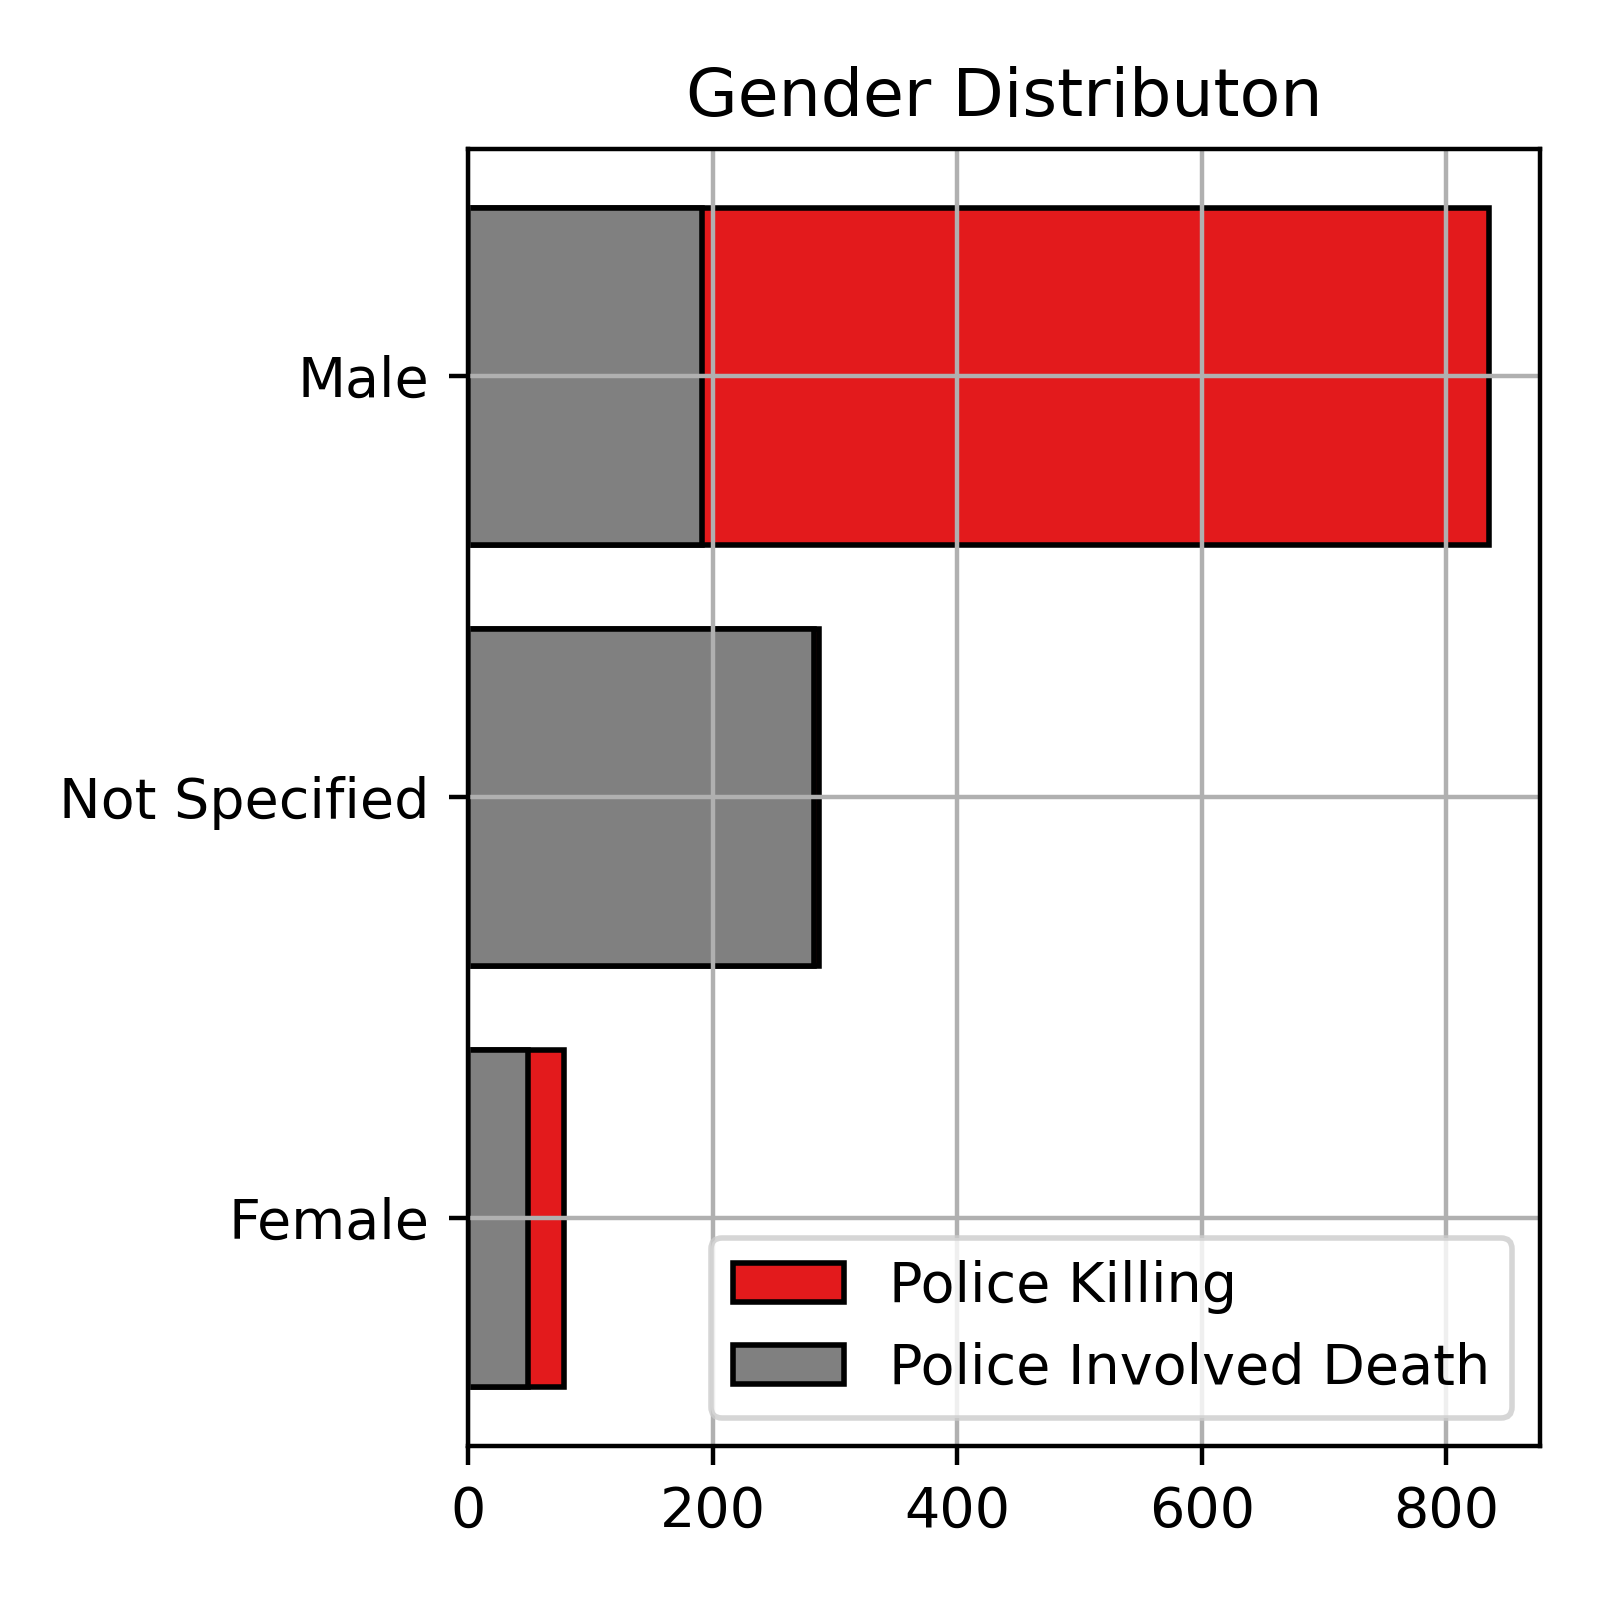 Gender Distributon
Male
Not Specified
Female
Police Killing
Police Involved Death
0 200 400 600 800